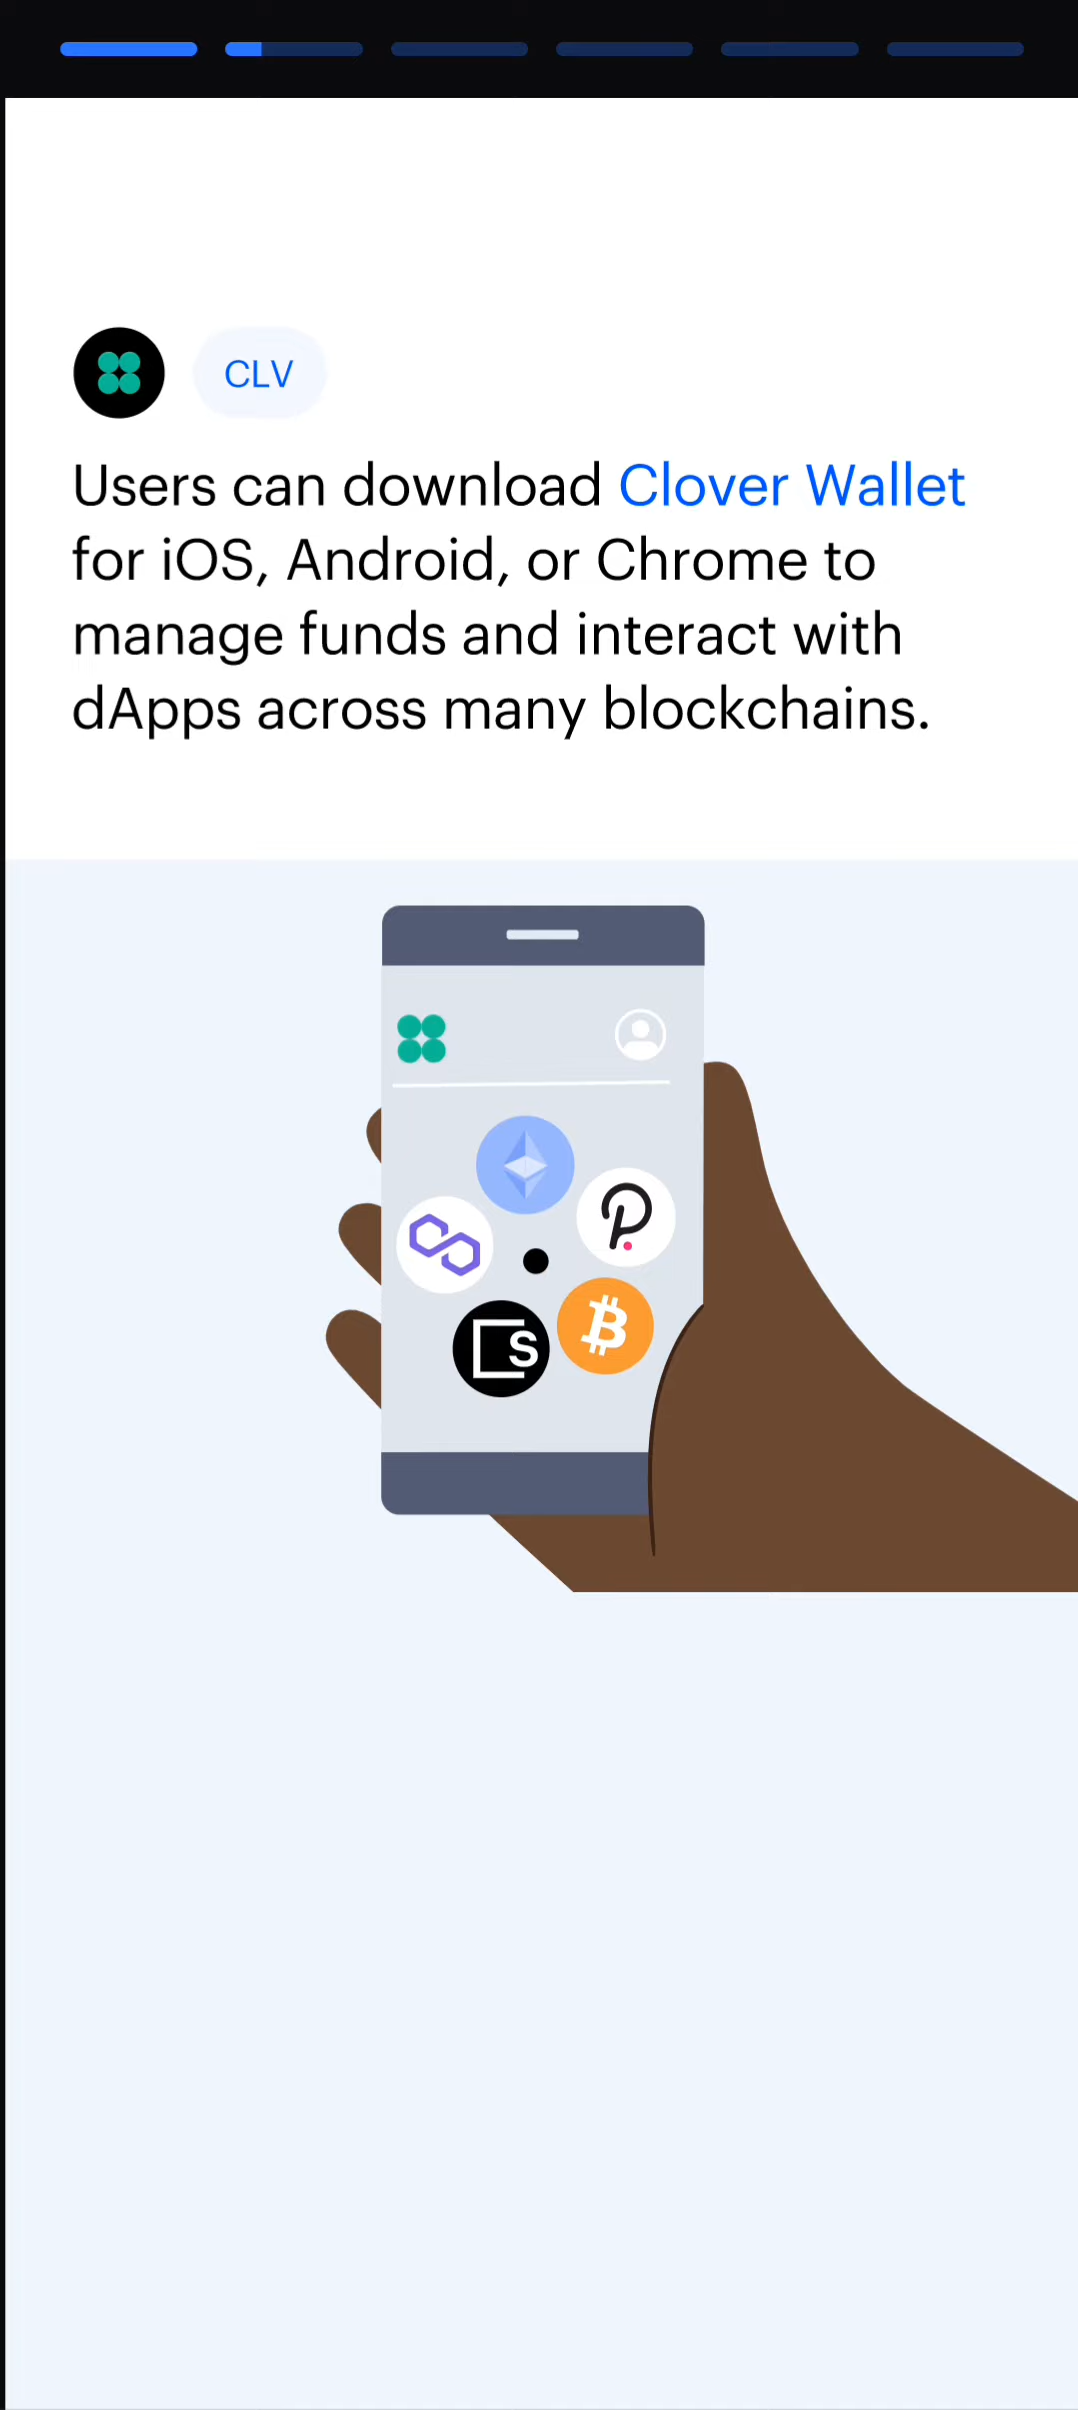 CLV
Users can download Clover Wallet
for iOS, Android, or Chrome to
manage funds and interact with
dApps across many blockchains.
S